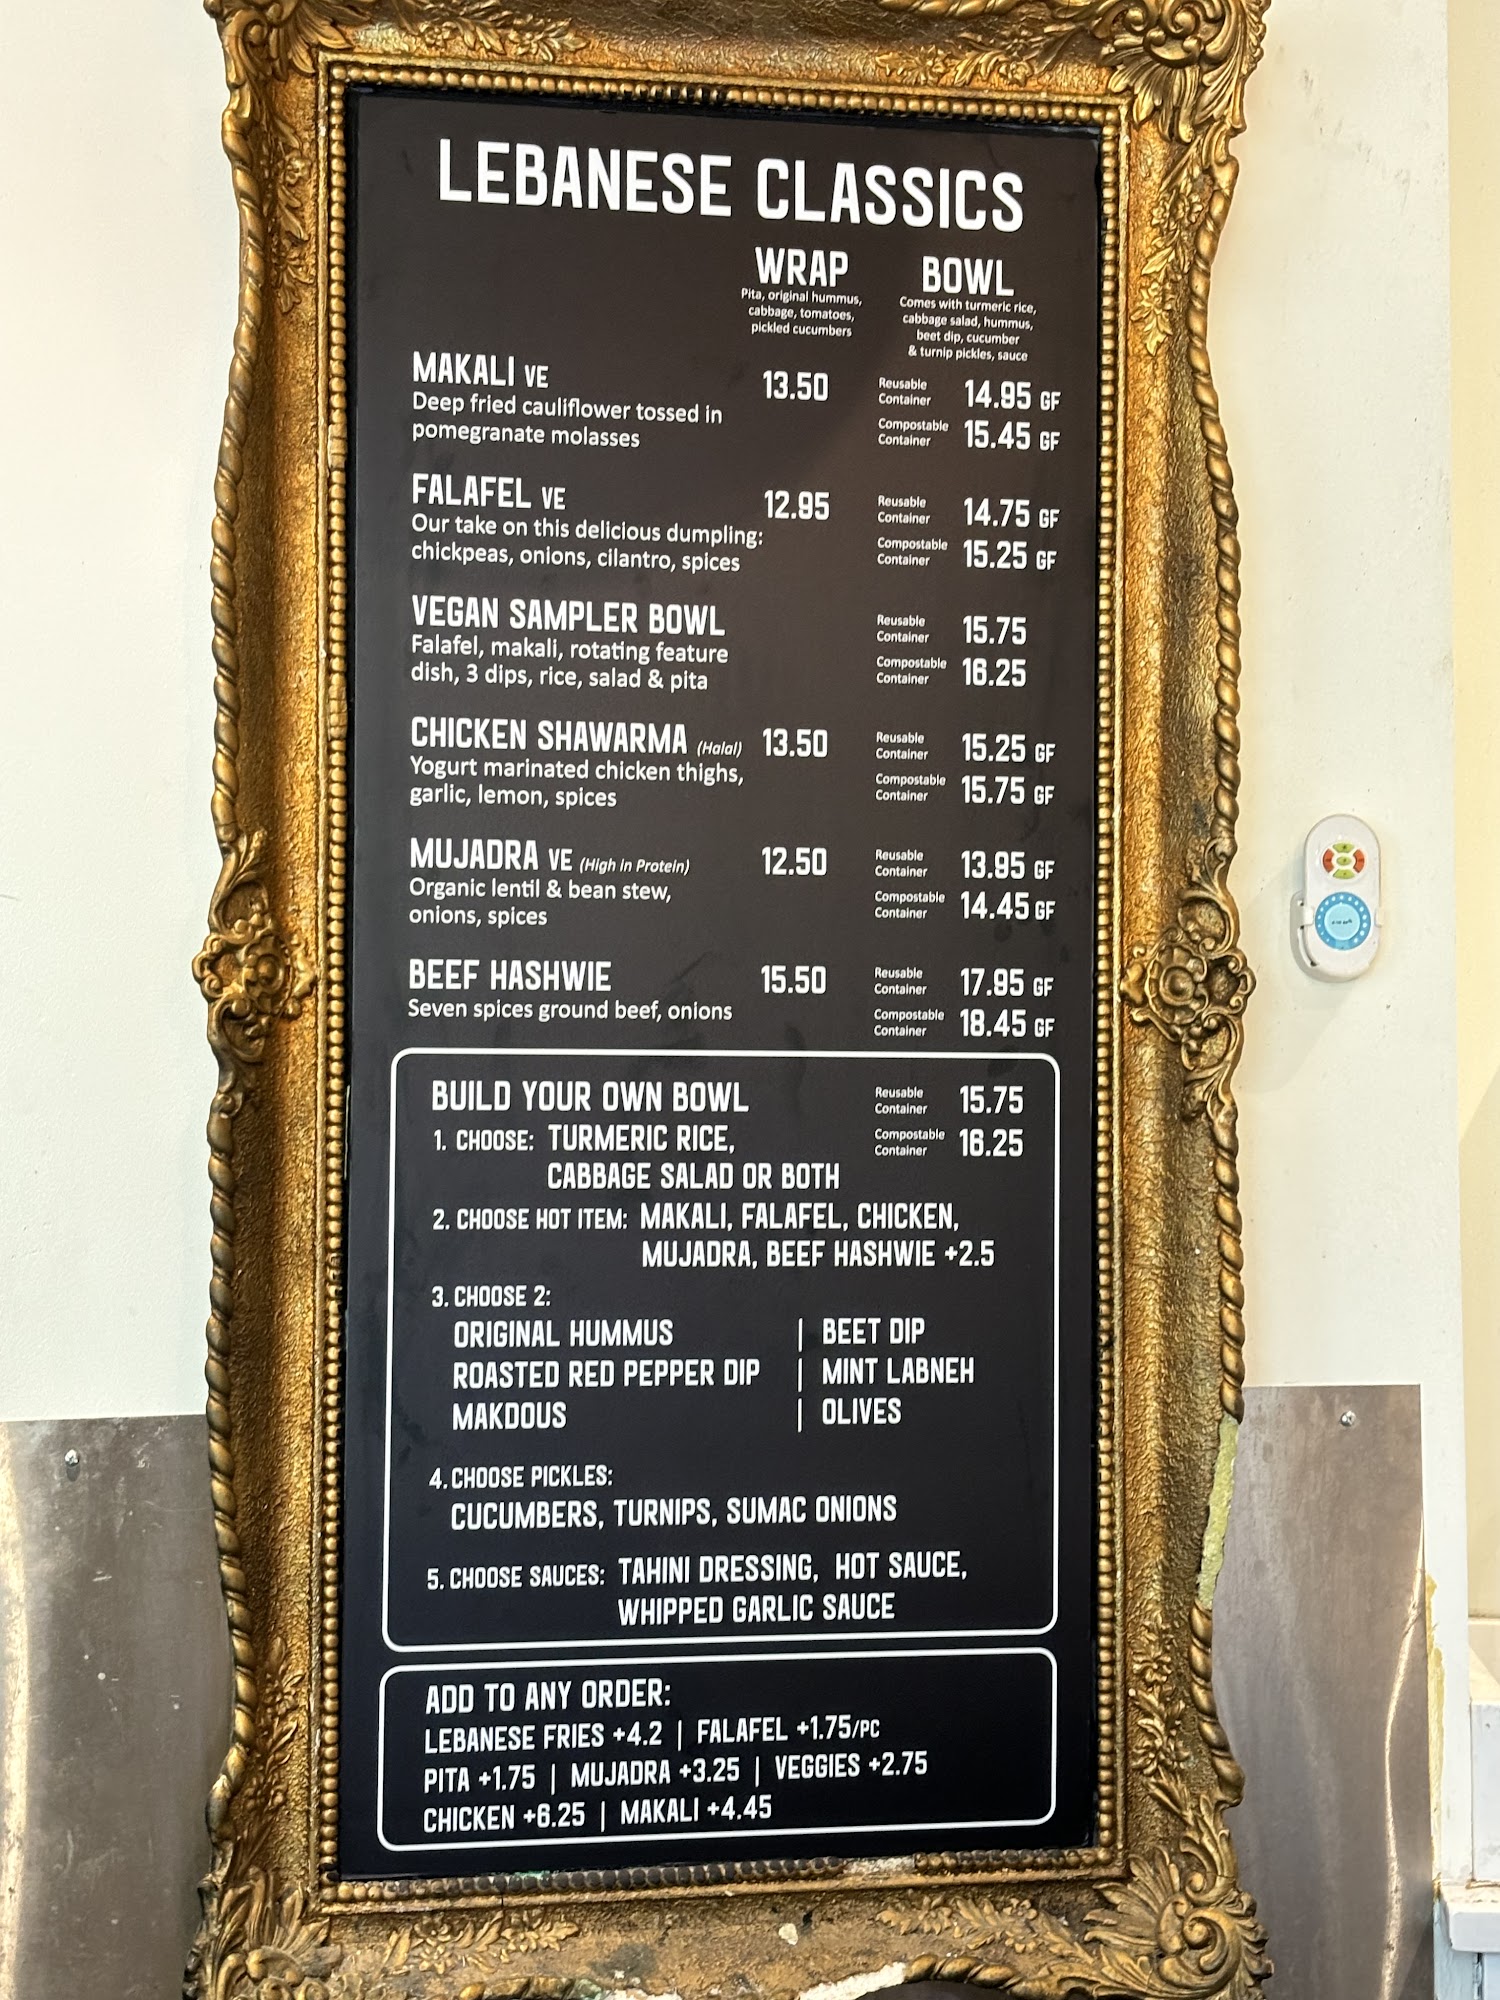 LEBANESE CLASSICS
WRAP
Pita, original hummus,
cabbage, tomatoes,
pickled cucumbers
BOWL
Comes with turmeric rice,
cabbage salad, hummus,
beet dip, cucumber
& turnip pickles, sauce
MAKALI VE
Deep fried cauliflower tossed in
pomegranate molasses
13.50
Reusable
Container
14.95 GF
Compostable
Container
15.45 GF
FALAFEL VE
Our take on this delicious dumpling:
chickpeas, onions, cilantro, spices
12.95
Reusable
Container
14.75 GF
Compostable
Container
15.25 GF
VEGAN SAMPLER BOWL
Falafel, makali, rotating feature
dish, 3 dips, rice, salad & pita
Reusable
Container
15.75
Compostable
Container
16.25
CHICKEN SHAWARMA (Halal)
Yogurt marinated chicken thighs,
garlic, lemon, spices
13.50
Reusable
Container
15.25 GF
Compostable
Container
15.75 GF
MUJADRA VE (High in Protein)
Organic lentil & bean stew,
onions, spices
12.50
Reusable
Container
13.95 GF
Compostable
Container
14.45 GF
BEEF HASHWIE
Seven spices ground beef, onions
15.50
Reusable
Container
17.95 GF
Compostable
Container
18.45 GF
BUILD YOUR OWN BOWL
Reusable
Container
15.75
Compostable
Container
16.25
1. CHOOSE: TURMERIC RICE,
CABBAGE SALAD OR BOTH
2. CHOOSE HOT ITEM: MAKALI, FALAFEL, CHICKEN,
MUJADRA, BEEF HASHWIE +2.5
3. CHOOSE 2:
ORIGINAL HUMMUS | BEET DIP
ROASTED RED PEPPER DIP | MINT LABNEH
MAKDOUS | OLIVES
4. CHOOSE PICKLES:
CUCUMBERS, TURNIPS, SUMAC ONIONS
5. CHOOSE SAUCES: TAHINI DRESSING, HOT SAUCE,
WHIPPED GARLIC SAUCE
ADD TO ANY ORDER:
LEBANESE FRIES +4.2 | FALAFEL +1.75/PC
PITA +1.75 | MUJADRA +3.25 | VEGGIES +2.75
CHICKEN +6.25 | MAKALI +4.45